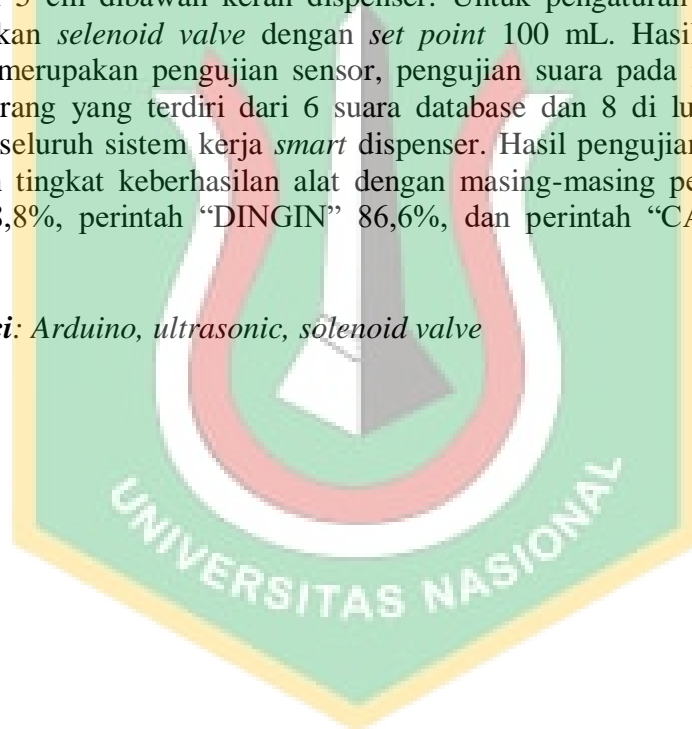 5 cm dibawah keran dispenser. Untuk pengaturan
kan selenoid valve dengan set point 100 mL. Hasil
merupakan pengujian sensor, pengujian suara pada
rang yang terdiri dari 6 suara database dan 8 di lu
seluruh sistem kerja smart dispenser. Hasil pengujian
tingkat keberhasilan alat dengan masing-masing pe
8,8%, perintah “DINGIN” 86,6%, dan perintah “CA
ci: Arduino, ultrasonic, solenoid valve
UNIVERSITAS NASIONAL